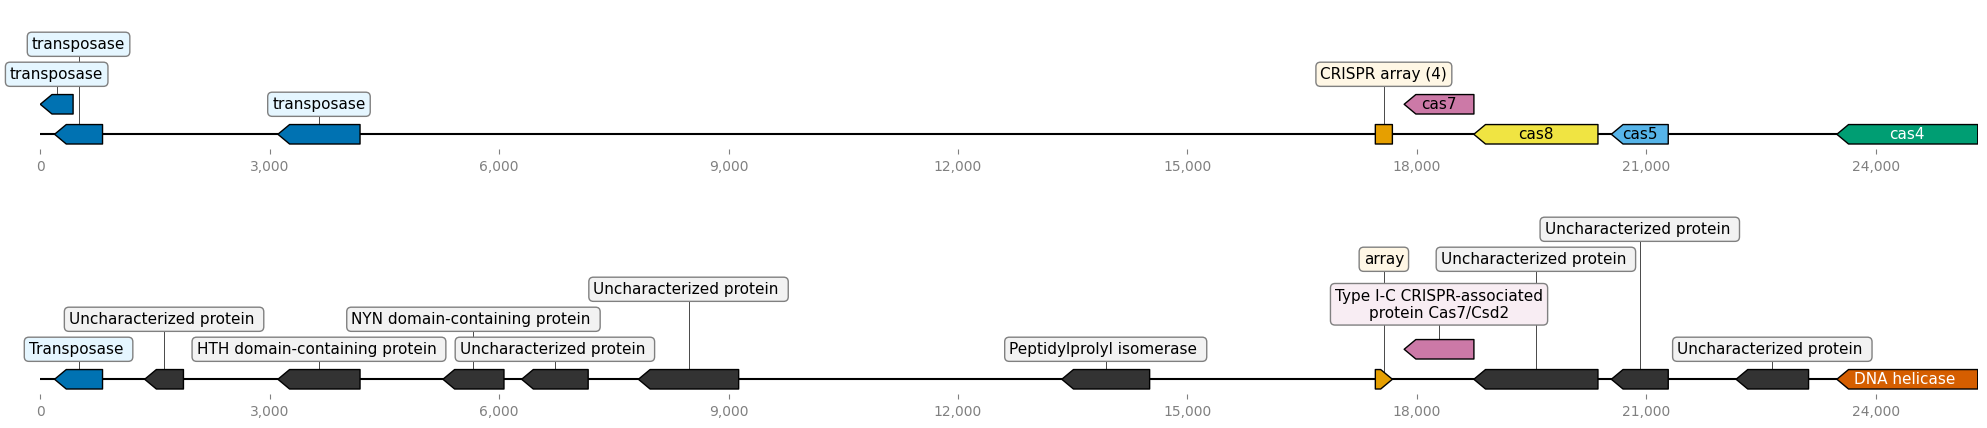 transposase
transposase
CRISPR array (4)
transposase
cas7
cas8
cas5
cas4
0
3,000
6,000
9,000
12,000
15,000
18,000
21,000
24,000
Uncharacterized protein
array
Uncharacterized protein
Uncharacterized protein
Type I-C CRISPR-associated
protein Cas7/Csd2
Uncharacterized protein
NYN domain-containing protein
Transposase
HTH domain-containing protein
Uncharacterized protein
Peptidylprolyl isomerase
Uncharacterized protein
DNA helicase
0
3,000
6,000
9,000
12,000
15,000
18,000
21,000
24,000